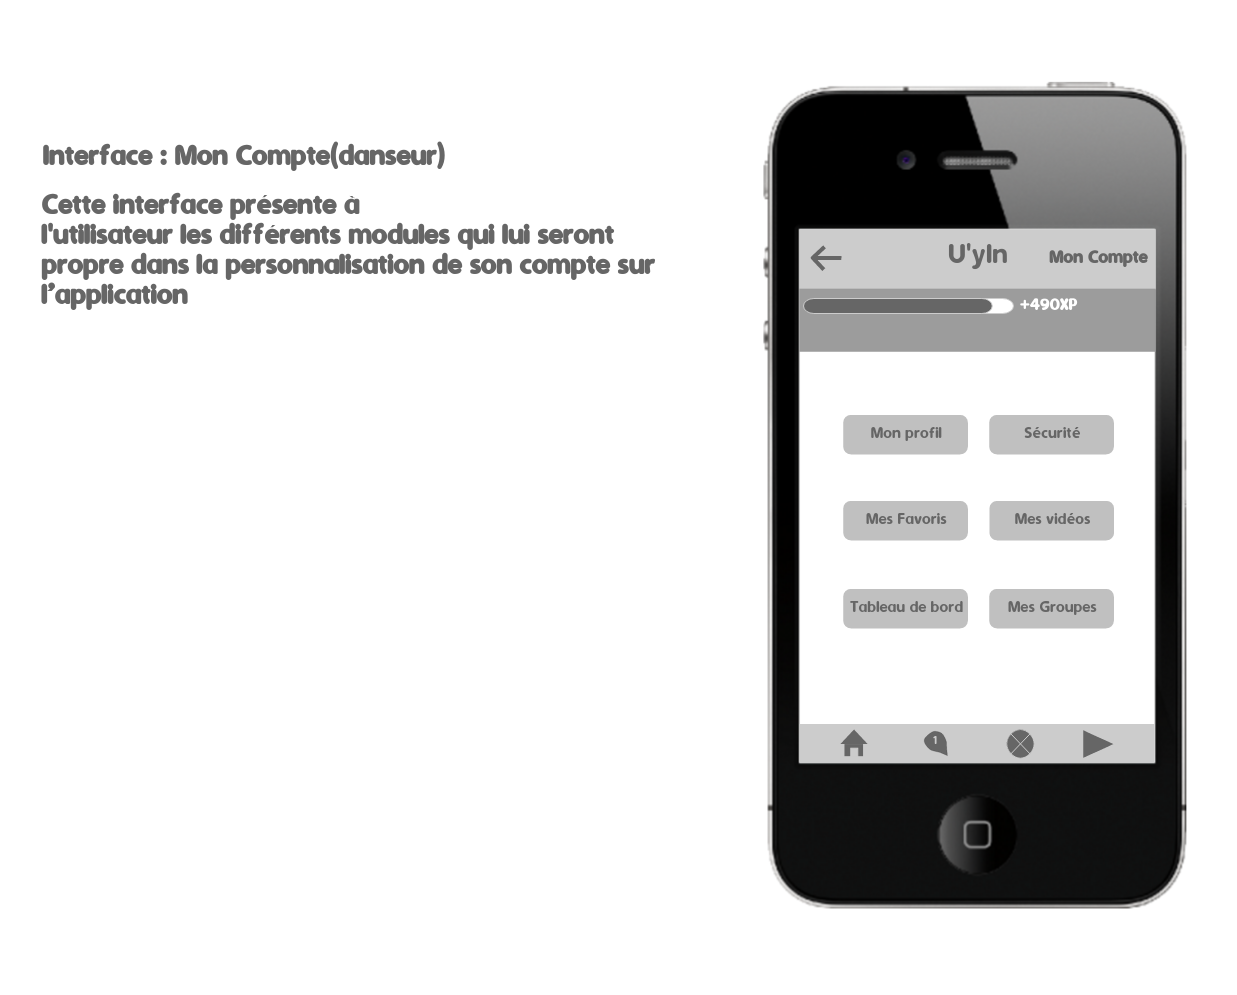 Interface : Mon Compte(danseur)
Cette interface présente à
l'utilisateur les différents modules qui lui seront
propre dans la personnalisation de son compte sur
l’application
U'yIn
Mon Compte
+490XP
Mon profil
Sécurité
Mes Favoris
Mes vidéos
Tableau de bord
Mes Groupes
1